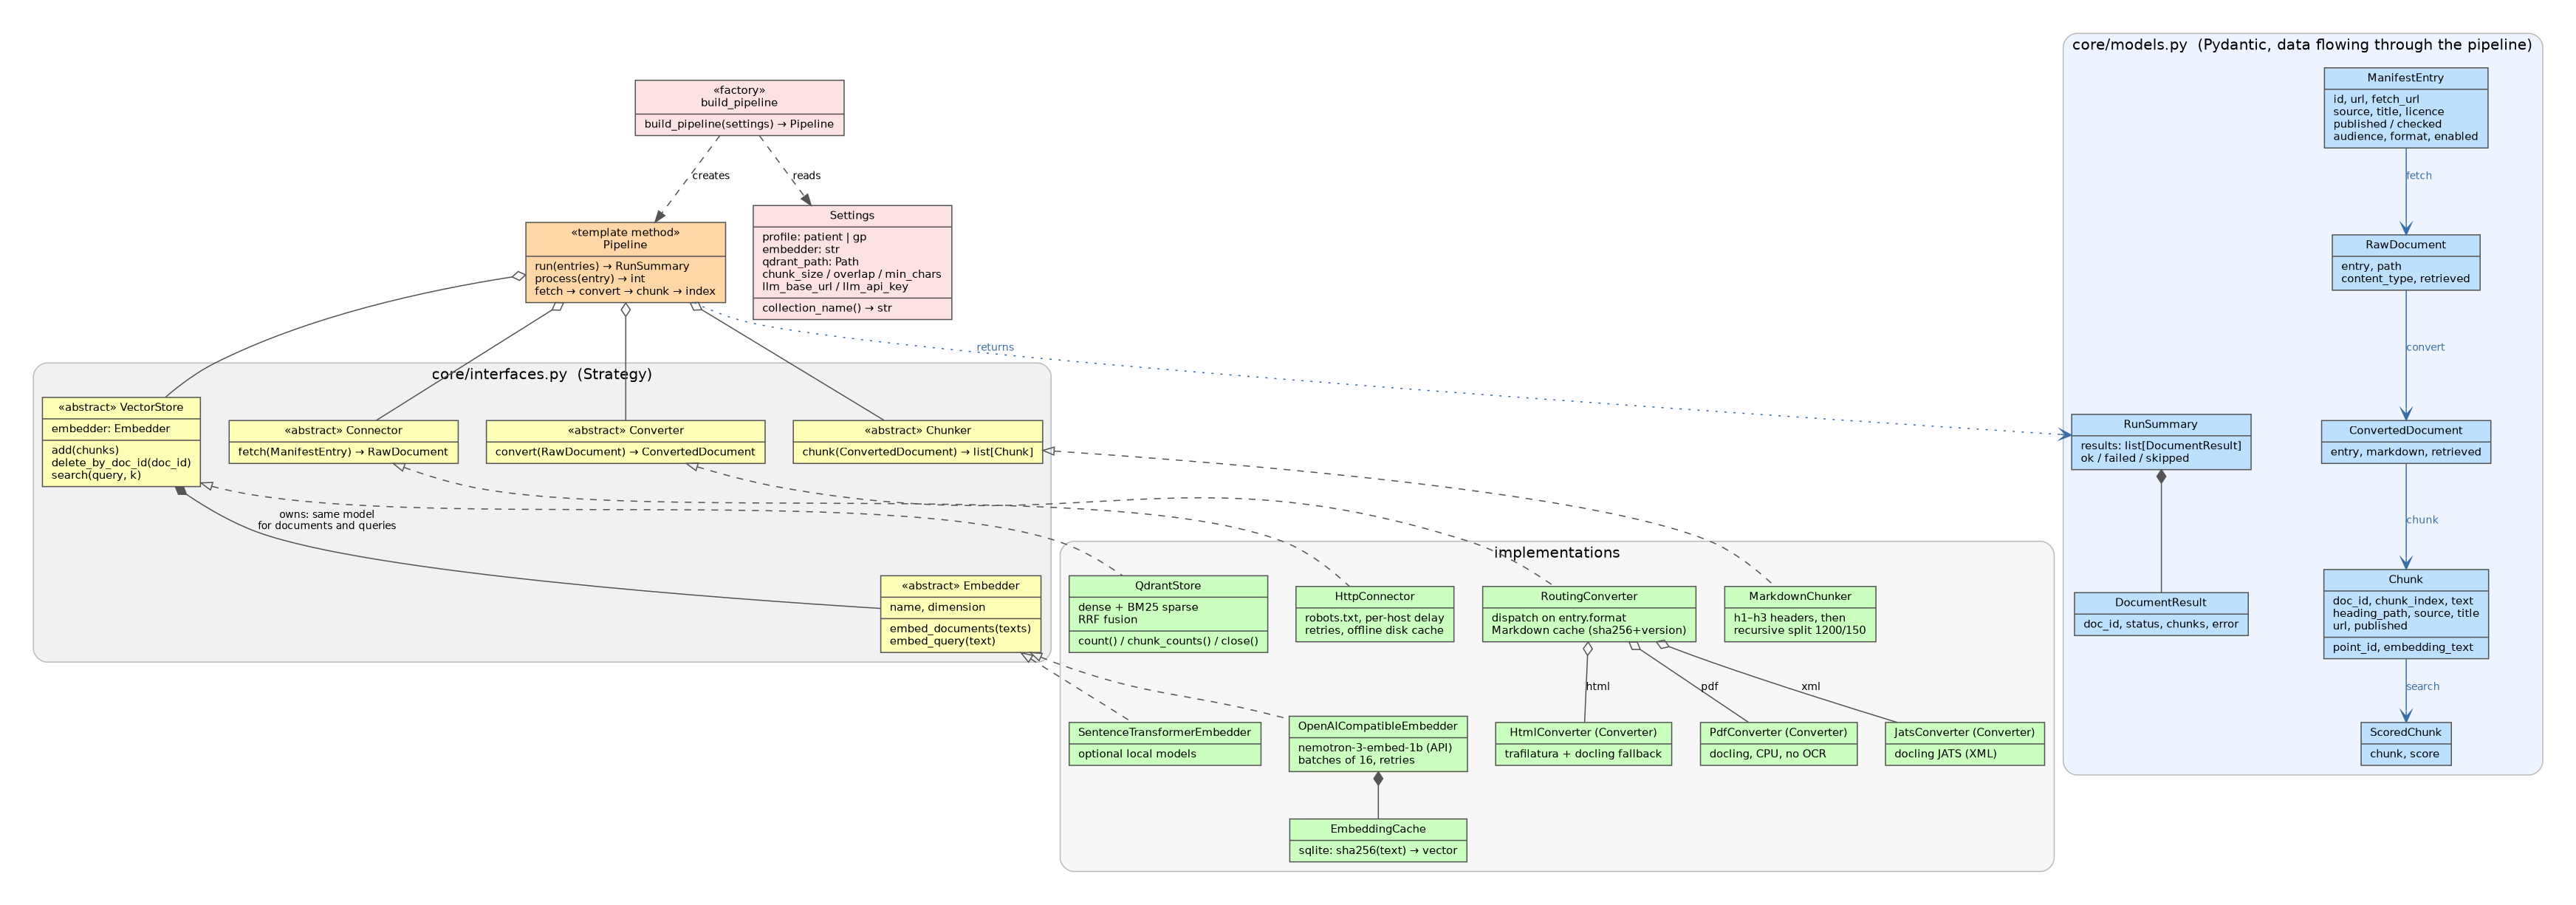 core/models.py  (Pydantic, data flowing through the pipeline)
ManifestEntry
id, url, fetch_url
source, title, licence
published / checked
audience, format, enabled
«factory»
build_pipeline
build_pipeline(settings) → Pipeline
creates
reads
fetch
Settings
profile: patient | gp
embedder: str
qdrant_path: Path
chunk_size / overlap / min_chars
llm_base_url / llm_api_key
collection_name() → str
«template method»
Pipeline
run(entries) → RunSummary
process(entry) → int
fetch → convert → chunk → index
RawDocument
entry, path
content_type, retrieved
returns
convert
core/interfaces.py  (Strategy)
«abstract» VectorStore
embedder: Embedder
add(chunks)
delete_by_doc_id(doc_id)
search(query, k)
«abstract» Connector
fetch(ManifestEntry) → RawDocument
«abstract» Converter
convert(RawDocument) → ConvertedDocument
«abstract» Chunker
chunk(ConvertedDocument) → list[Chunk]
RunSummary
results: list[DocumentResult]
ok / failed / skipped
ConvertedDocument
entry, markdown, retrieved
owns: same model
for documents and queries
chunk
implementations
«abstract» Embedder
name, dimension
embed_documents(texts)
embed_query(text)
QdrantStore
dense + BM25 sparse
RRF fusion
count() / chunk_counts() / close()
HttpConnector
robots.txt, per-host delay
retries, offline disk cache
RoutingConverter
dispatch on entry.format
Markdown cache (sha256+version)
MarkdownChunker
h1–h3 headers, then
recursive split 1200/150
DocumentResult
doc_id, status, chunks, error
Chunk
doc_id, chunk_index, text
heading_path, source, title
url, published
point_id, embedding_text
html
pdf
xml
search
SentenceTransformerEmbedder
optional local models
OpenAICompatibleEmbedder
nemotron-3-embed-1b (API)
batches of 16, retries
HtmlConverter (Converter)
trafilatura + docling fallback
PdfConverter (Converter)
docling, CPU, no OCR
JatsConverter (Converter)
docling JATS (XML)
ScoredChunk
chunk, score
EmbeddingCache
sqlite: sha256(text) → vector